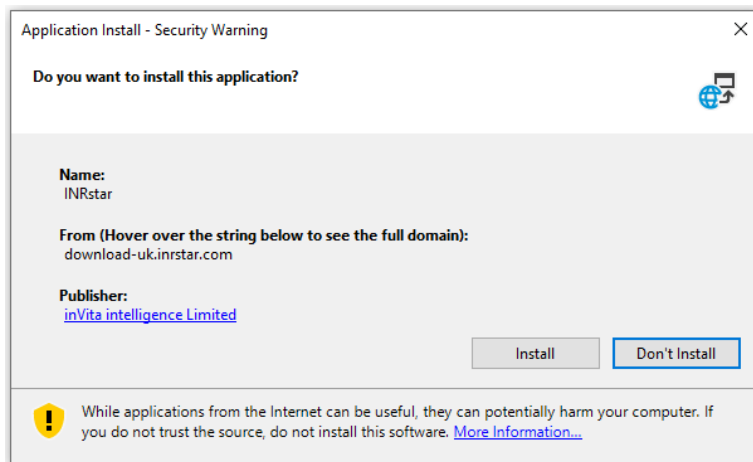 Application Install - Security Warning
Do you want to install this application?
Name:
INRstar
From (Hover over the string below to see the full domain):
download-uk.inrstar.com
Publisher:
inVita intelligence Limited
Install
Don't Install
While applications from the Internet can be useful, they can potentially harm your computer. If
you do not trust the source, do not install this software. More Information...